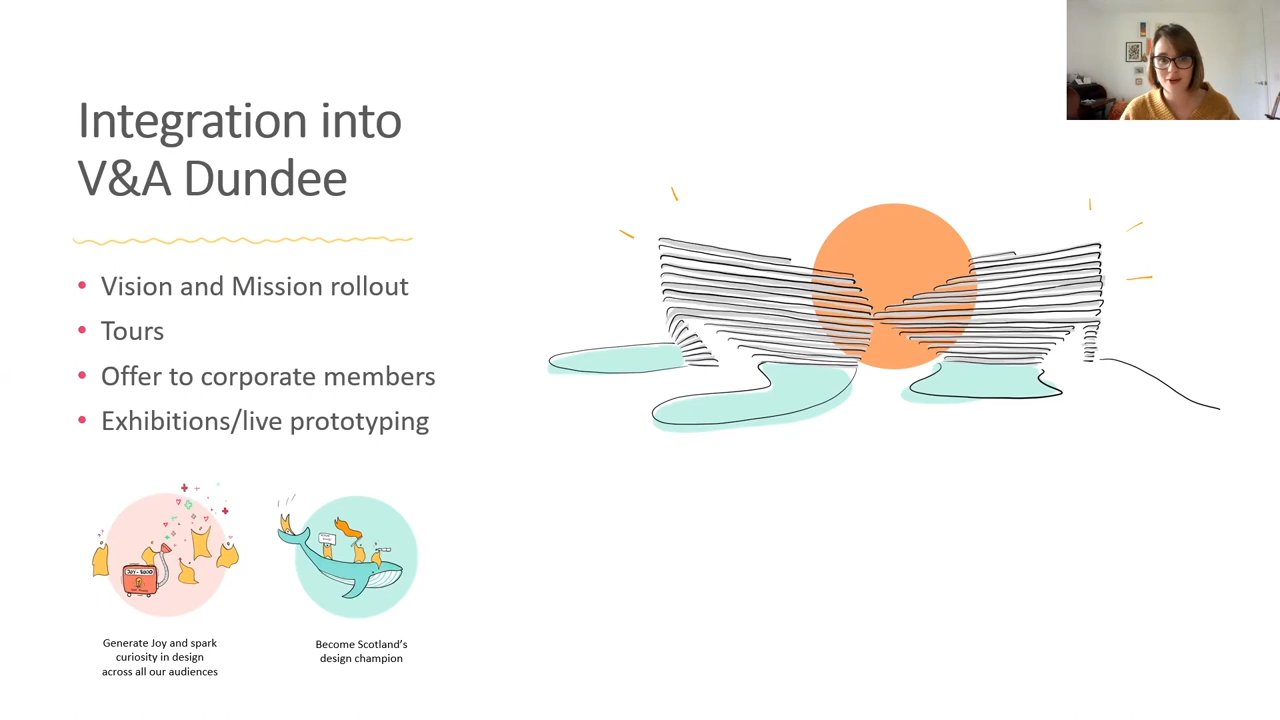 Integration into
V&A Dundee
• Vision and Mission rollout
• Tours
• Offer to corporate members
• Exhibitions/live prototyping
JOY - 5000
Generate Joy and spark
curiosity in design
across all our audiences
Become Scotland's
design champion